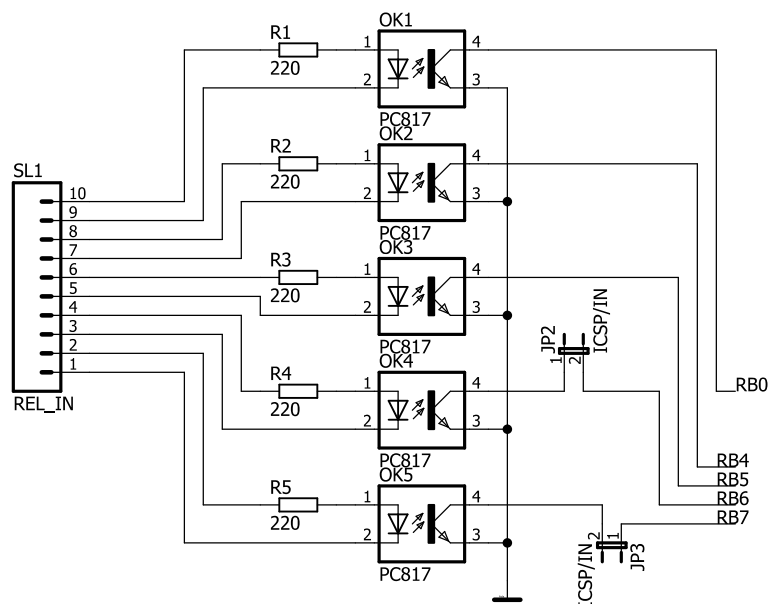 OK1
R1
220
1
2
4
3
PC817
OK2
R2
220
1
2
4
3
PC817
SL1
10
9
8
7
6
5
4
3
2
1
REL_IN
OK3
R3
220
1
2
4
3
PC817
JP2
1
2
ICSP/IN
OK4
R4
220
1
2
4
3
PC817
RB0
RB4
RB5
RB6
RB7
OK5
R5
220
1
2
4
3
PC817
2
1
ICSP/IN
JP3